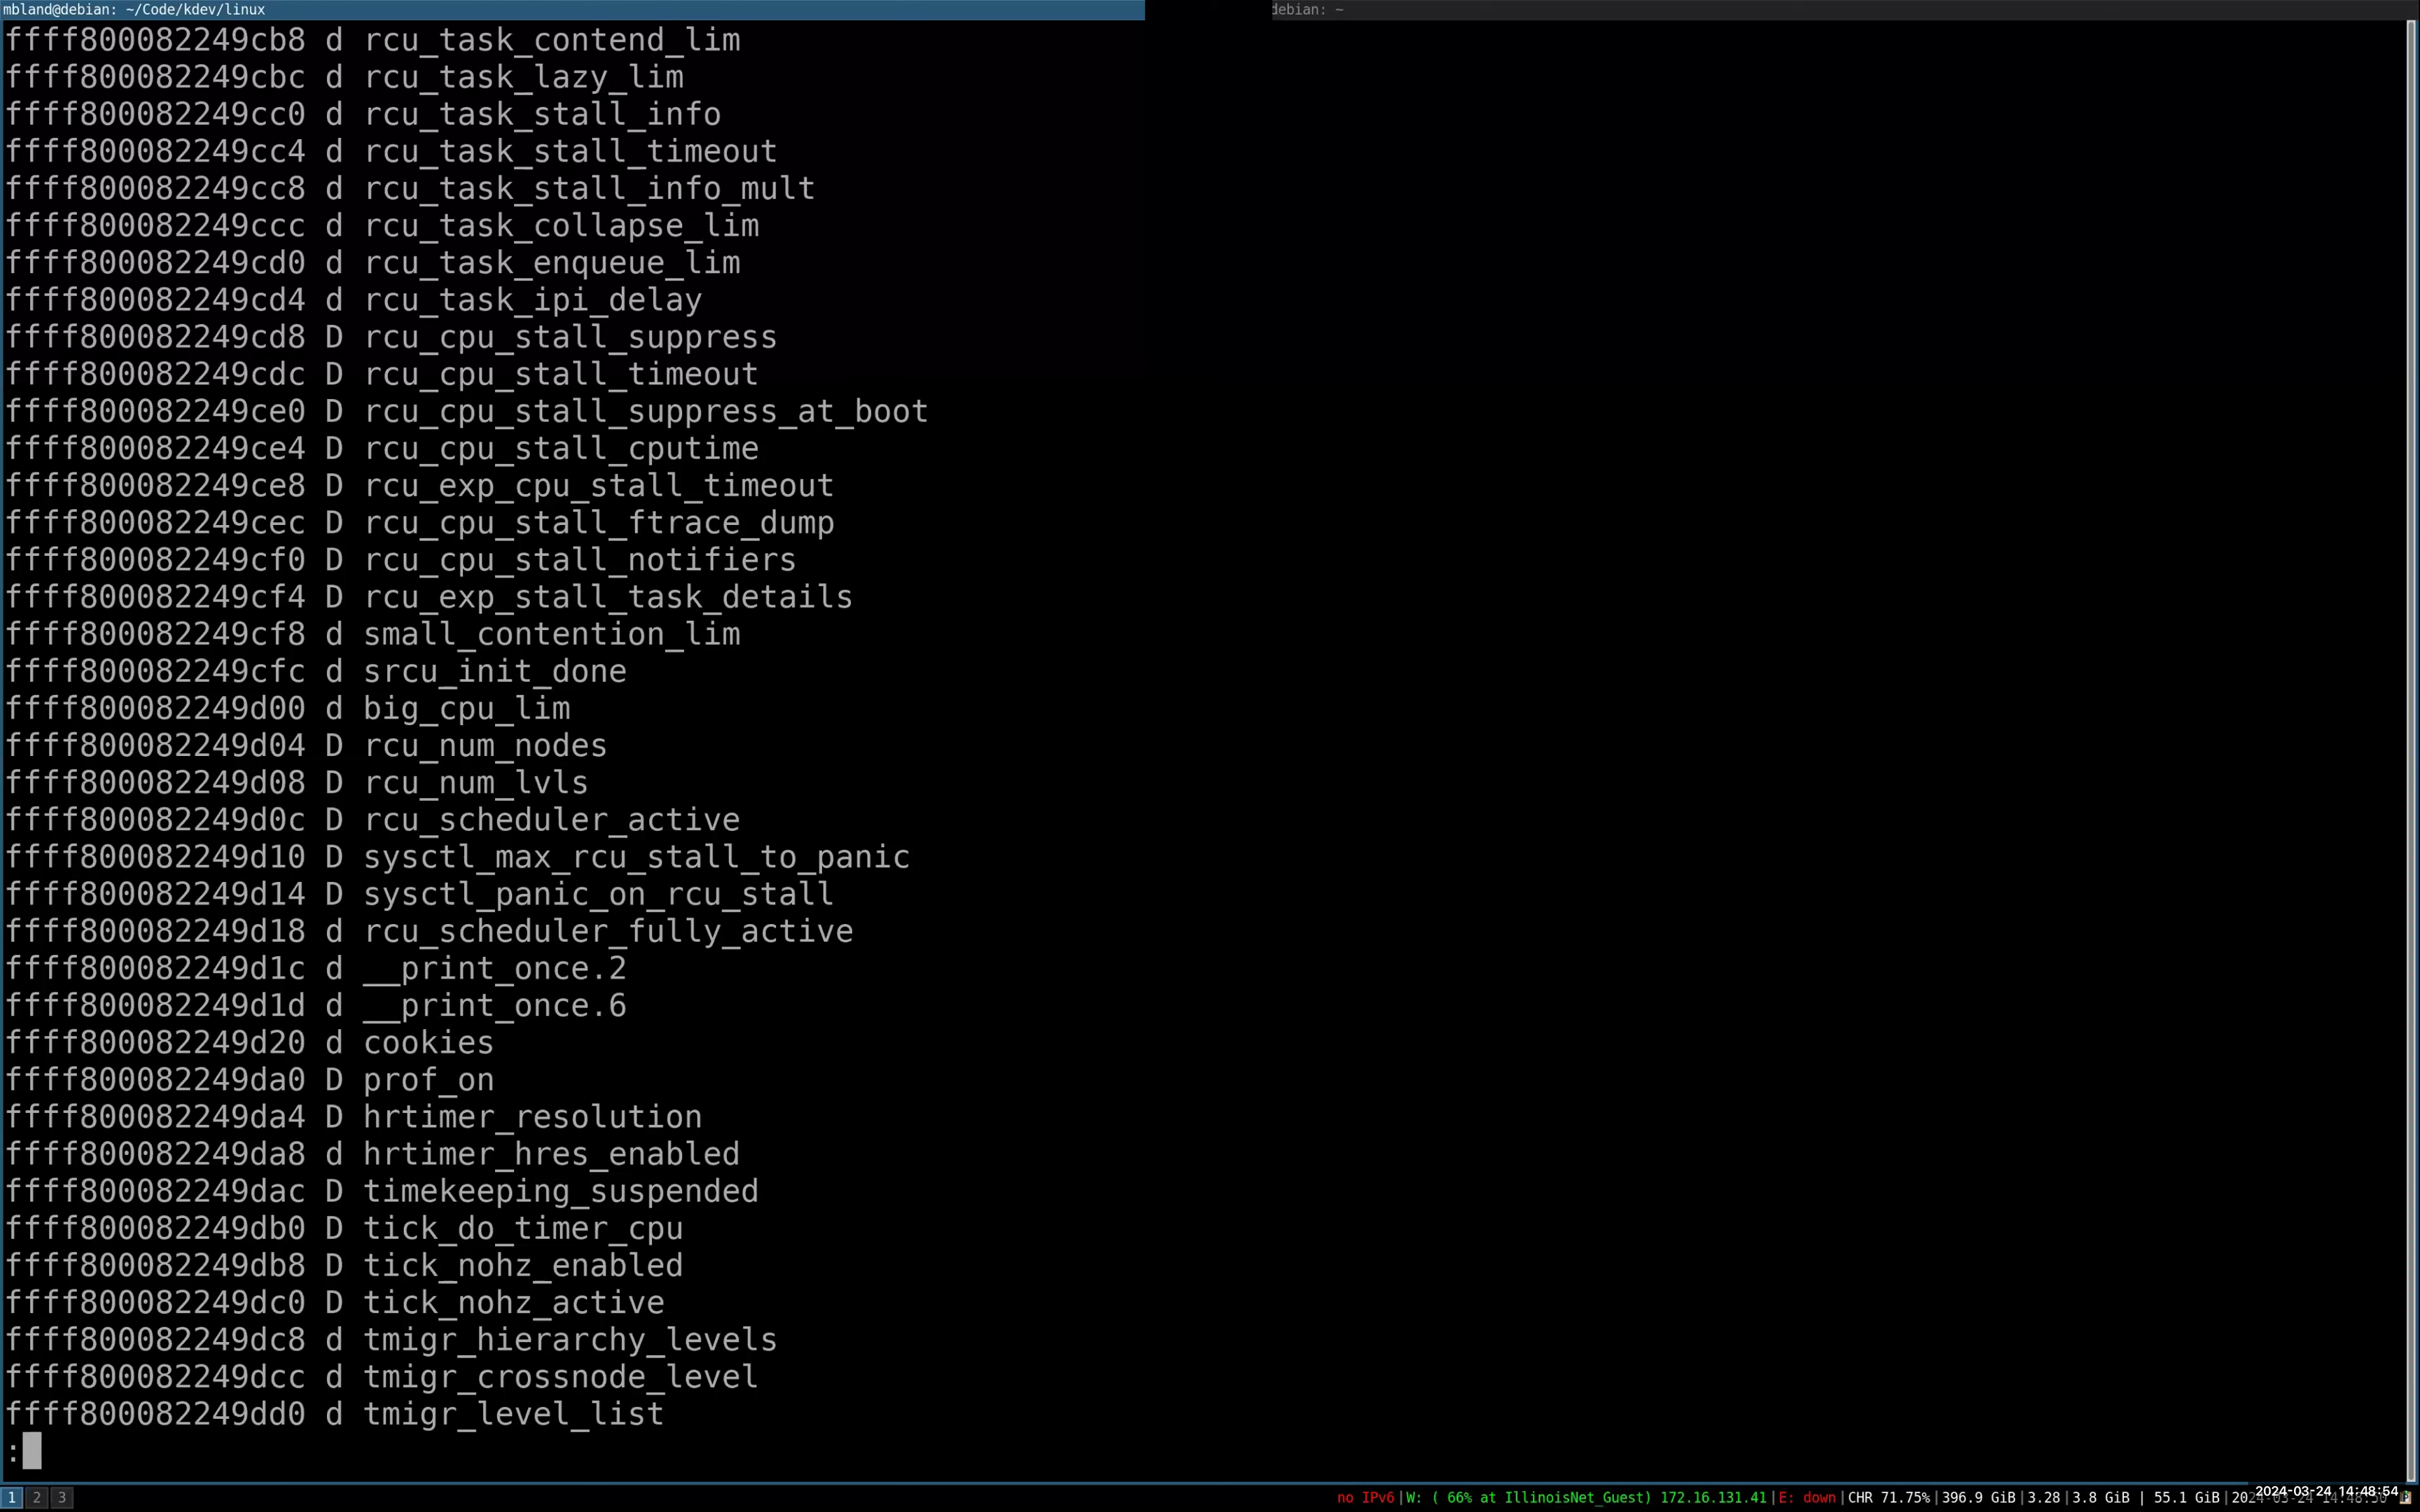 mbland@debian: ~/Code/kdev/linux
debian: ~
ffff800082249cb8 d rcu_task_contend_lim
ffff800082249cbc d rcu_task_lazy_lim
ffff800082249cc0 d rcu_task_stall_info
ffff800082249cc4 d rcu_task_stall_timeout
ffff800082249cc8 d rcu_task_stall_info_mult
ffff800082249ccc d rcu_task_collapse_lim
ffff800082249cd0 d rcu_task_enqueue_lim
ffff800082249cd4 d rcu_task_ipi_delay
ffff800082249cd8 D rcu_cpu_stall_suppress
ffff800082249cdc D rcu_cpu_stall_timeout
ffff800082249ce0 D rcu_cpu_stall_suppress_at_boot
ffff800082249ce4 D rcu_cpu_stall_cputime
ffff800082249ce8 D rcu_exp_cpu_stall_timeout
ffff800082249cec D rcu_cpu_stall_ftrace_dump
ffff800082249cf0 D rcu_cpu_stall_notifiers
ffff800082249cf4 D rcu_exp_stall_task_details
ffff800082249cf8 d small_contention_lim
ffff800082249cfc d srcu_init_done
ffff800082249d00 d big_cpu_lim
ffff800082249d04 D rcu_num_nodes
ffff800082249d08 D rcu_num_lvls
ffff800082249d0c D rcu_scheduler_active
ffff800082249d10 D sysctl_max_rcu_stall_to_panic
ffff800082249d14 D sysctl_panic_on_rcu_stall
ffff800082249d18 d rcu_scheduler_fully_active
ffff800082249d1c d __print_once.2
ffff800082249d1d d __print_once.6
ffff800082249d20 d cookies
ffff800082249da0 D prof_on
ffff800082249da4 D hrtimer_resolution
ffff800082249da8 d hrtimer_hres_enabled
ffff800082249dac D timekeeping_suspended
ffff800082249db0 D tick_do_timer_cpu
ffff800082249db8 D tick_nohz_enabled
ffff800082249dc0 D tick_nohz_active
ffff800082249dc8 d tmigr_hierarchy_levels
ffff800082249dcc d tmigr_crossnode_level
ffff800082249dd0 d tmigr_level_list
:
1 2 3
no IPv6|W: ( 66% at IllinoisNet_Guest) 172.16.131.41|E: down|CHR 71.75%|396.9 GiB|3.28|3.8 GiB | 55.1 GiB|20 2024-03-24 14:48:54